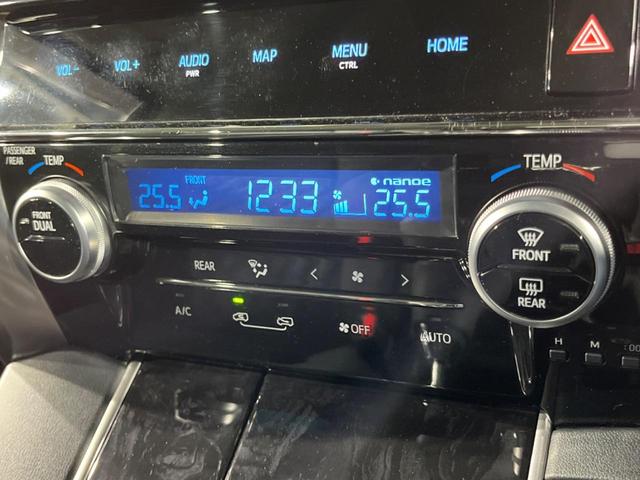 VOL− VOL+ AUDIO MAP MENU HOME
PWR CTRL
PASSENGER
/REAR
TEMP
FRONT
DUAL
FRONT
25.5
12:33
nanoe
25.5
TEMP
FRONT
REAR
REAR
A/C
OFF
AUTO
H M :00